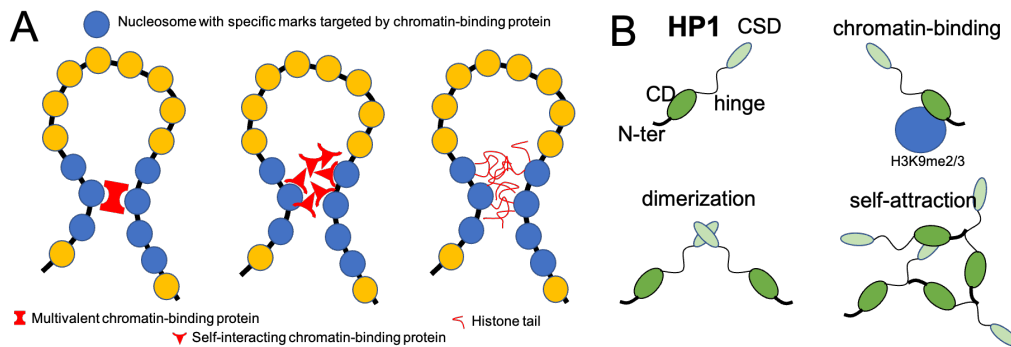 A
Nucleosome with specific marks targeted by chromatin-binding protein
Multivalent chromatin-binding protein
Self-interacting chromatin-binding protein
Histone tail
B
HP1
CSD
CD
hinge
N-ter
chromatin-binding
H3K9me2/3
dimerization
self-attraction